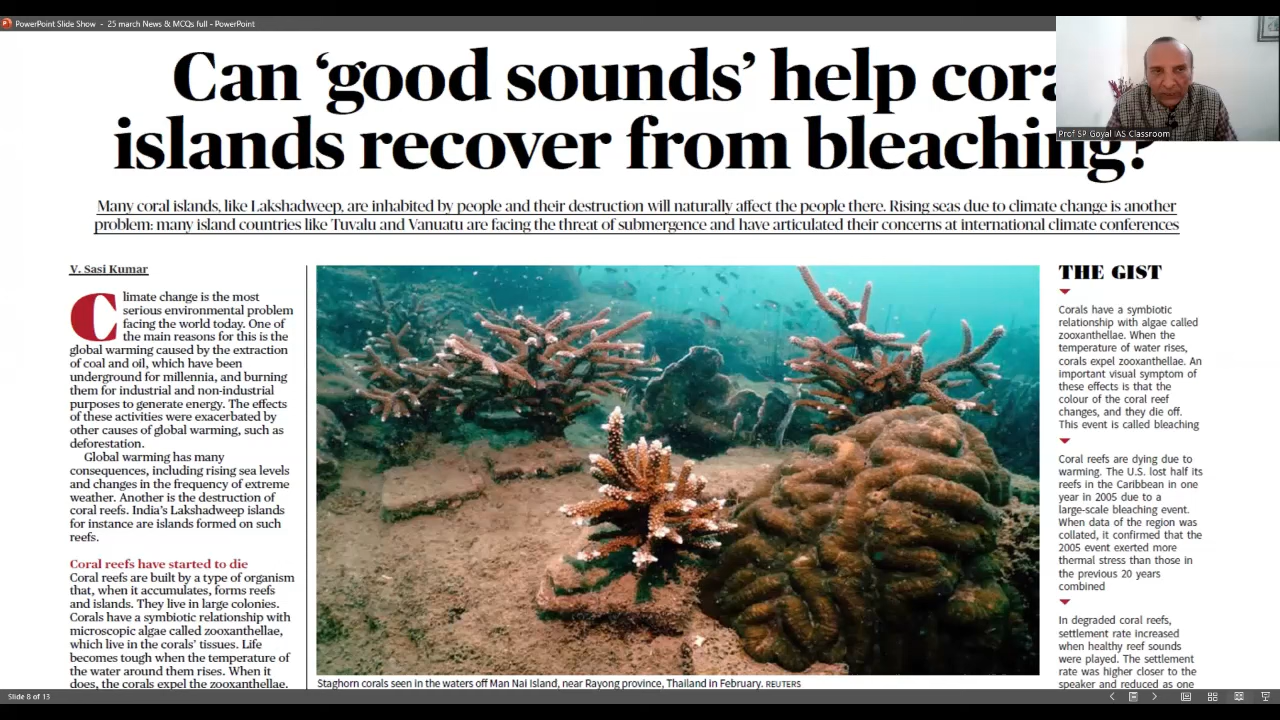 PowerPoint Slide Show - 25 march News & MCQs full - PowerPoint
Can ‘good sounds’ help
islands recover from bleaching?
Prof SP Goyal IAS Classroom
Many coral islands, like Lakshadweep, are inhabited by people and their destruction will naturally affect the people there. Rising seas due to climate change is another
problem: many island countries like Tuvalu and Vanuatu are facing the threat of submergence and have articulated their concerns at international climate conferences
V. Sasi Kumar
Climate change is the most
serious environmental problem
facing the world today. One of
the main reasons for this is the
global warming caused by the extraction
of coal and oil, which have been
underground for millennia, and burning
them for industrial and non-industrial
purposes to generate energy. The effects
of these activities were exacerbated by
other causes of global warming, such as
deforestation.
Global warming has many
consequences, including rising sea levels
and changes in the frequency of extreme
weather. Another is the destruction of
coral reefs. India’s Lakshadweep islands
for instance are islands formed on such
reefs.
Coral reefs have started to die
Coral reefs are built by a type of organism
that, when it accumulates, forms reefs
and islands. They live in large colonies.
Corals have a symbiotic relationship with
microscopic algae called zooxanthellae,
which live in the corals’ tissues. Life
becomes tough when the temperature of
the water around them rises. When it
does, the corals expel the zooxanthellae.
Staghorn corals seen in the waters off Man Nai Island, near Rayong province, Thailand in February. REUTERS
THE GIST
Corals have a symbiotic
relationship with algae called
zooxanthellae. When the
temperature of water rises,
corals expel zooxanthellae. An
important visual symptom of
these effects is that the
colour of the coral reef
changes, and they die off.
This event is called bleaching
Coral reefs are dying due to
warming. The U.S. lost half its
reefs in the Caribbean in one
year in 2005 due to a
large-scale bleaching event.
When data of the region was
collated, it confirmed that the
2005 event exerted more
thermal stress than those in
the previous 20 years
combined
In degraded coral reefs,
settlement rate increased
when healthy reef sounds
were played. The settlement
rate was higher closer to the
speaker and reduced as one
Slide 8 of 13